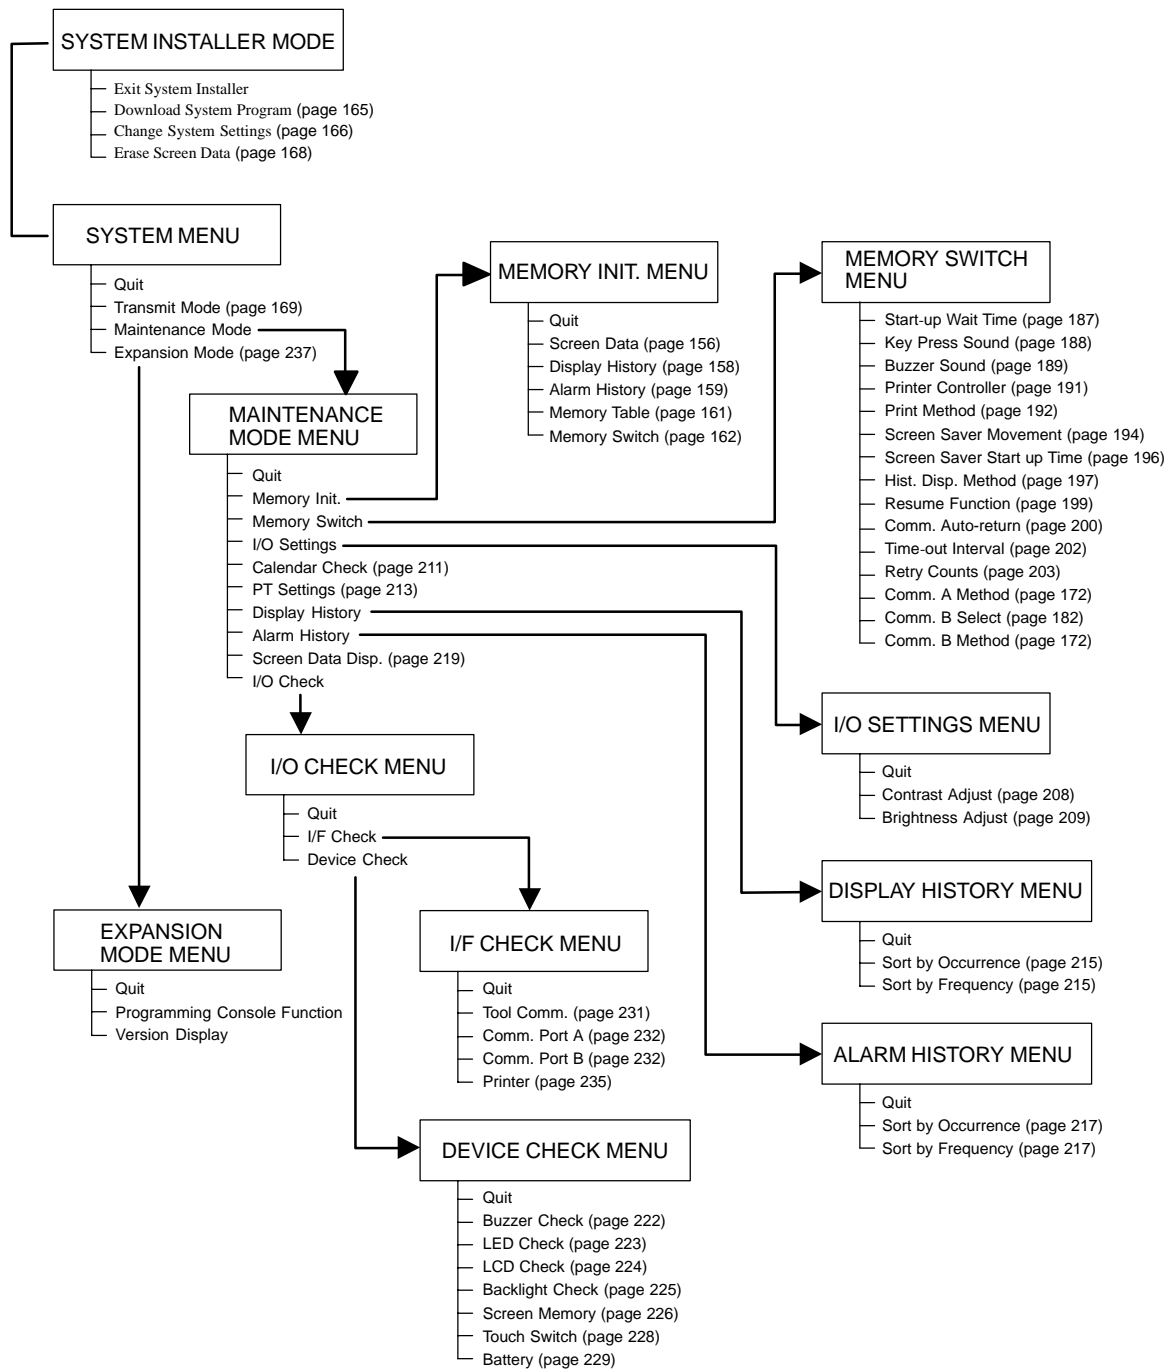 SYSTEM INSTALLER MODE
Exit System Installer
Download System Program (page 165)
Change System Settings (page 166)
Erase Screen Data (page 168)
SYSTEM MENU
Quit
Transmit Mode (page 169)
Maintenance Mode
Expansion Mode (page 237)
MEMORY INIT. MENU
Quit
Screen Data (page 156)
Display History (page 158)
Alarm History (page 159)
Memory Table (page 161)
Memory Switch (page 162)
MEMORY SWITCH
MENU
Start-up Wait Time (page 187)
Key Press Sound (page 188)
Buzzer Sound (page 189)
Printer Controller (page 191)
Print Method (page 192)
Screen Saver Movement (page 194)
Screen Saver Start up Time (page 196)
Hist. Disp. Method (page 197)
Resume Function (page 199)
Comm. Auto-return (page 200)
Time-out Interval (page 202)
Retry Counts (page 203)
Comm. A Method (page 172)
Comm. B Select (page 182)
Comm. B Method (page 172)
MAINTENANCE
MODE MENU
Quit
Memory Init.
Memory Switch
I/O Settings
Calendar Check (page 211)
PT Settings (page 213)
Display History
Alarm History
Screen Data Disp. (page 219)
I/O Check
I/O SETTINGS MENU
Quit
Contrast Adjust (page 208)
Brightness Adjust (page 209)
I/O CHECK MENU
Quit
I/F Check
Device Check
DISPLAY HISTORY MENU
Quit
Sort by Occurrence (page 215)
Sort by Frequency (page 215)
EXPANSION
MODE MENU
Quit
Programming Console Function
Version Display
I/F CHECK MENU
Quit
Tool Comm. (page 231)
Comm. Port A (page 232)
Comm. Port B (page 232)
Printer (page 235)
ALARM HISTORY MENU
Quit
Sort by Occurrence (page 217)
Sort by Frequency (page 217)
DEVICE CHECK MENU
Quit
Buzzer Check (page 222)
LED Check (page 223)
LCD Check (page 224)
Backlight Check (page 225)
Screen Memory (page 226)
Touch Switch (page 228)
Battery (page 229)